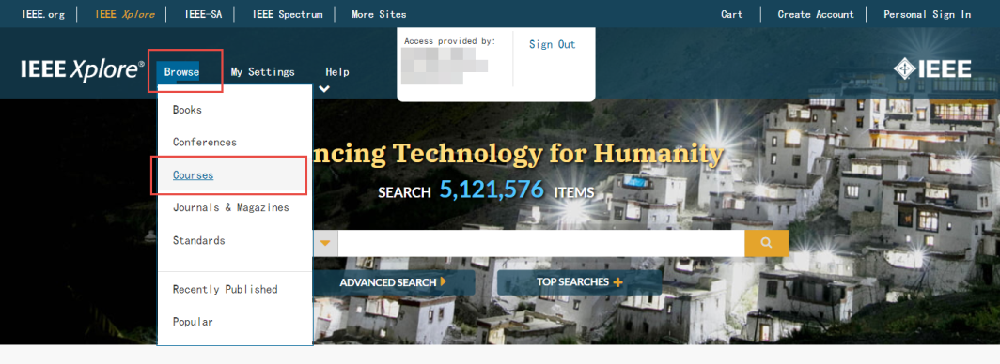 IEEE.org IEEE Xplore IEEE-SA IEEE Spectrum More Sites Cart Create Account Personal Sign In
Access provided by:
Sign Out
IEEE Xplore® Browse My Settings Help
IEEE
Books
Conferences
Courses
Journals & Magazines
Standards
Recently Published
Popular
ncing Technology for Humanity
SEARCH 5,121,576 ITEMS
ADVANCED SEARCH TOP SEARCHES